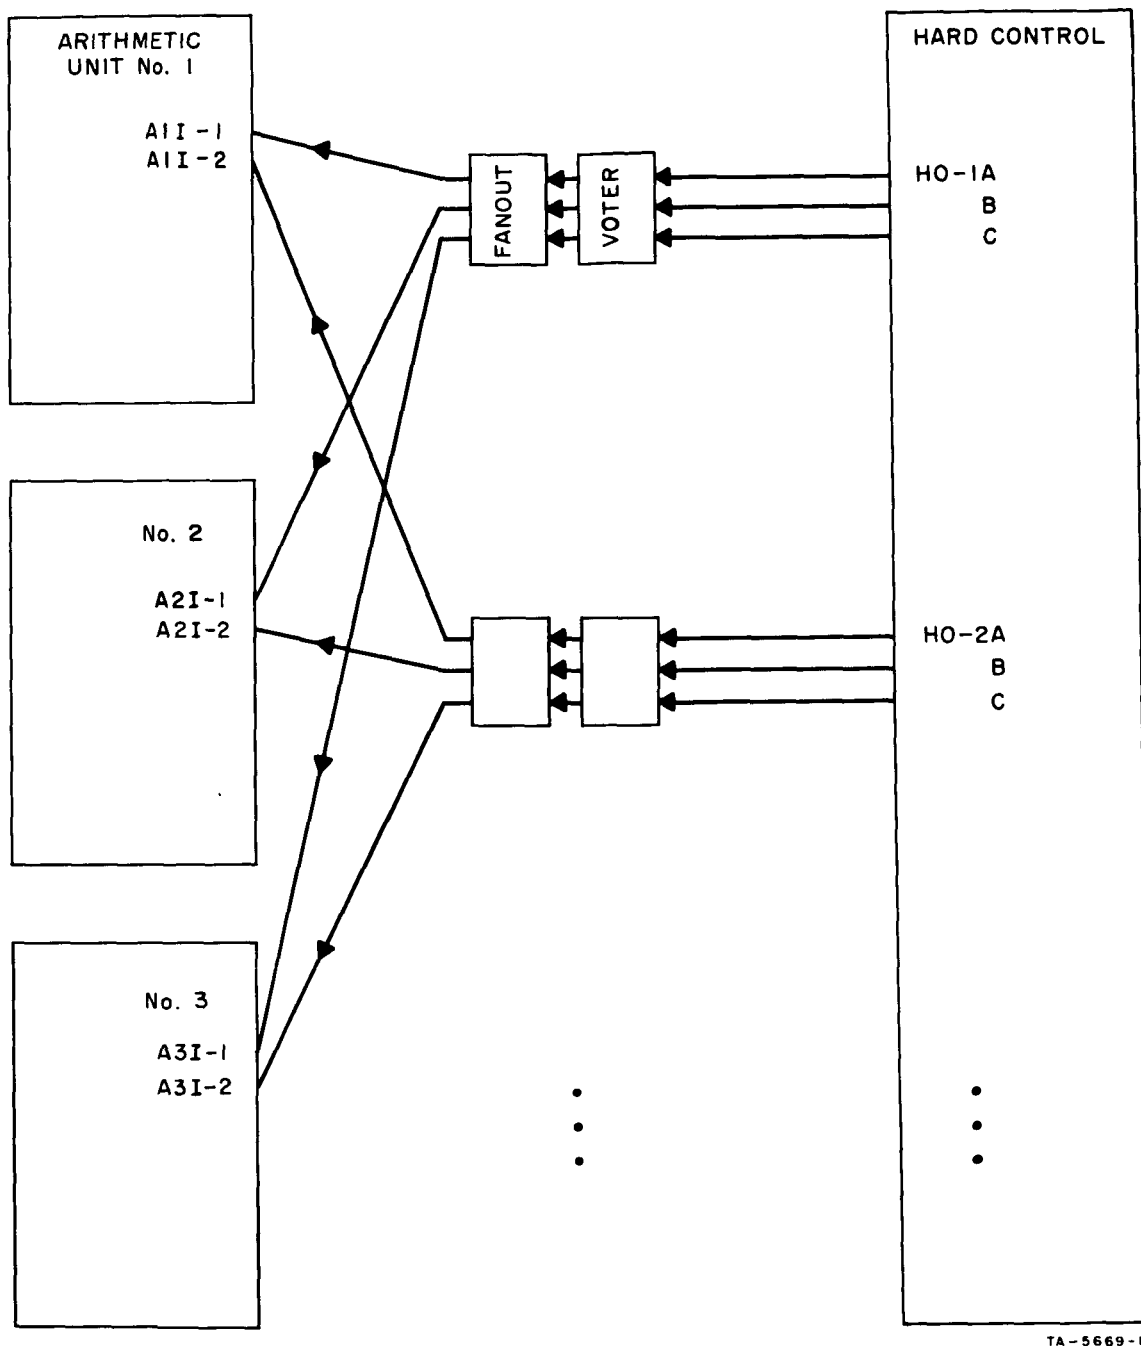 ARITHMETIC
UNIT No. 1
A1I-1
A1I-2
HARD CONTROL
FANOUT
VOTER
HO-1A
B
C
No. 2
A2I-1
A2I-2
HO-2A
B
C
No. 3
A3I-1
A3I-2
TA-5669-